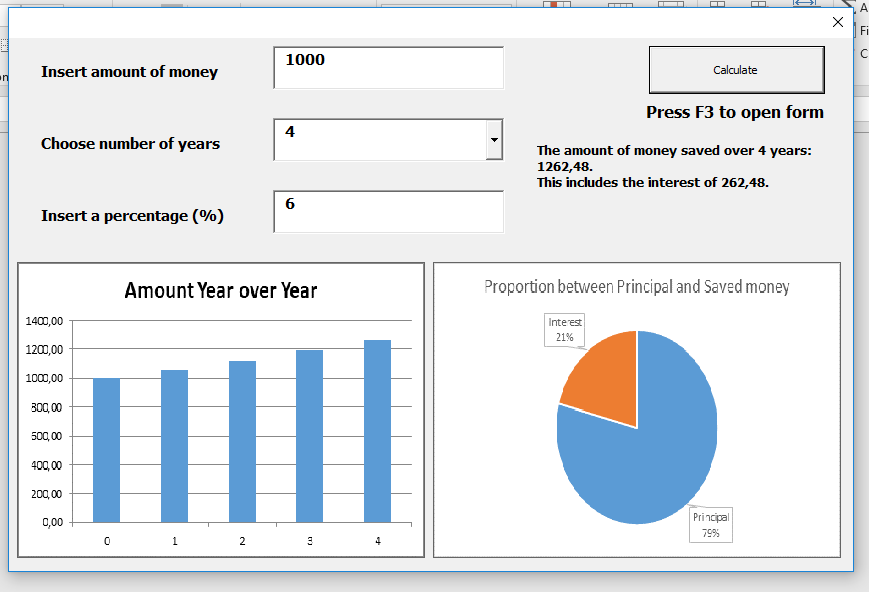 Insert amount of money
1000
Calculate
Press F3 to open form
Choose number of years
4
The amount of money saved over 4 years:
1262,48.
This includes the interest of 262,48.
Insert a percentage (%)
6
Amount Year over Year
1400,00
1200,00
1000,00
800,00
600,00
400,00
200,00
0,00
0 1 2 3 4
Proportion between Principal and Saved money
Interest
21%
Principal
79%